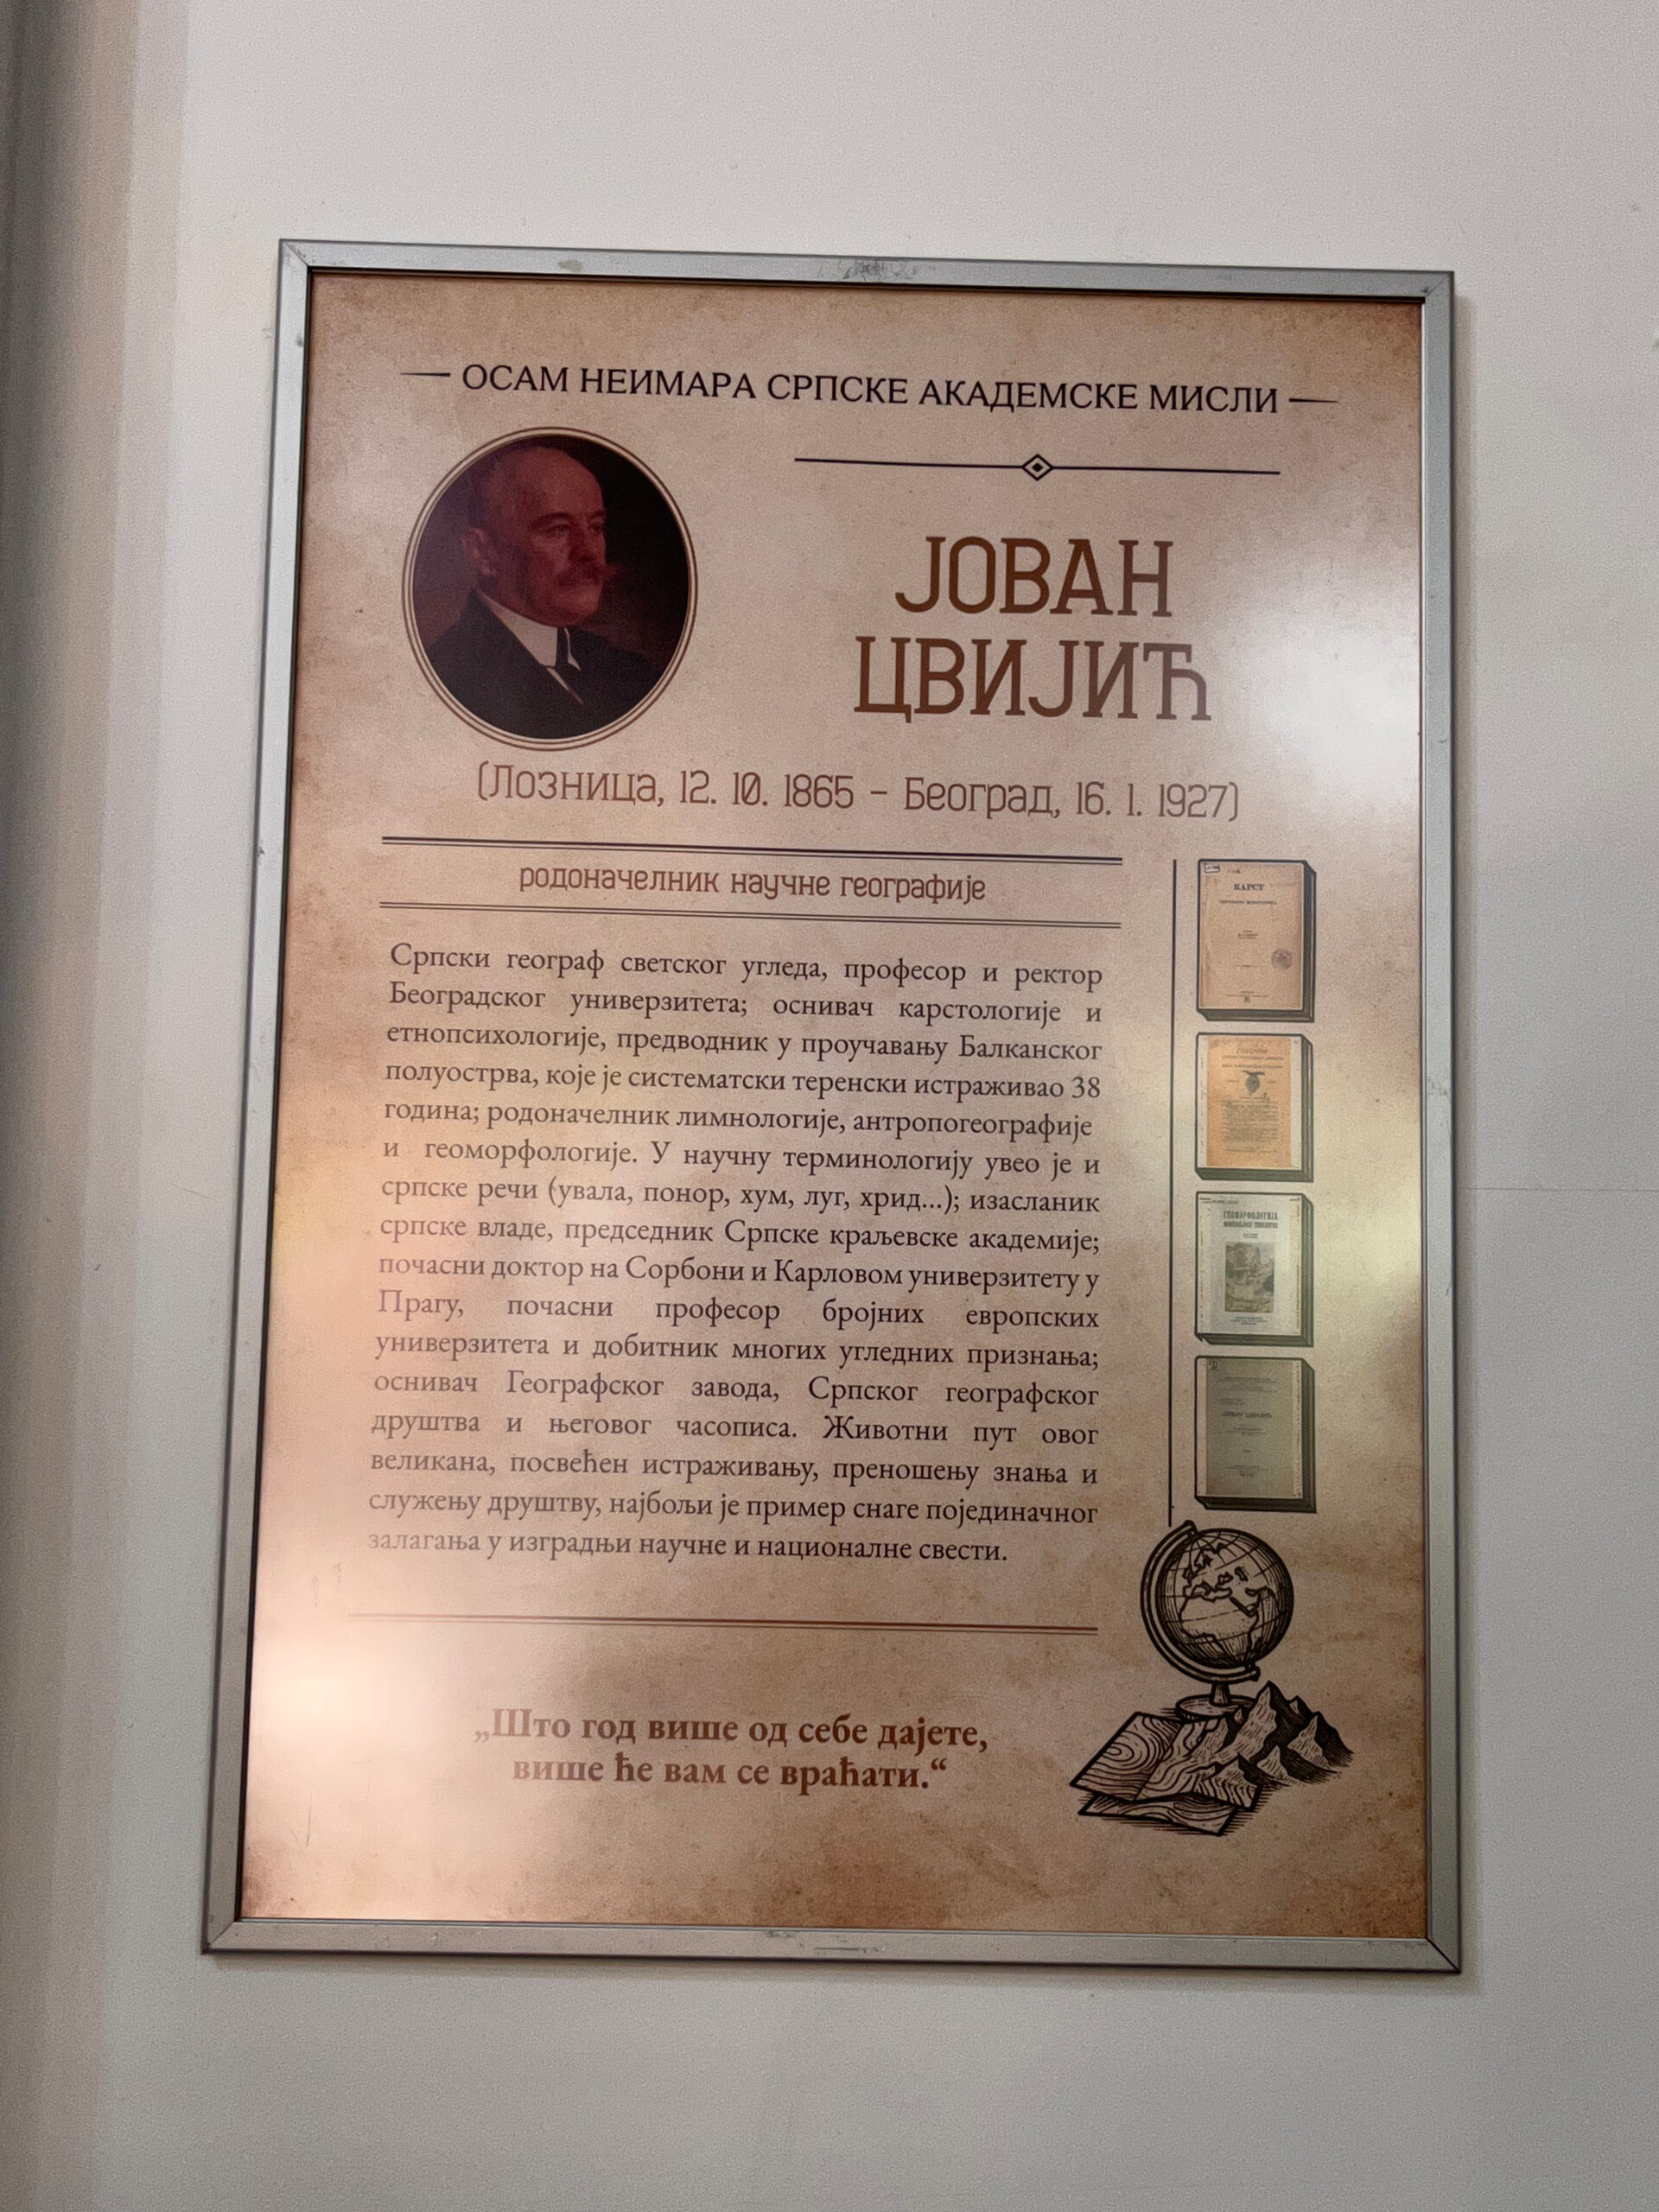 ОСАМ НЕИМАРА СРПСКЕ АКАДЕМСКЕ МИСЛИ
ЈОВАН
ЦВИЈИЋ
(Лозница, 12. 10. 1865 – Београд, 16. 1. 1927)
родоначелник научне географије
Српски географ светског угледа, професор и ректор
Београдског универзитета; оснивач карстологије и
етнопсихологије, предводник у проучавању Балканског
полуострва, које је систематски теренски истраживао 38
година; родоначелник лимнологије, антропогеографије
и геоморфологије. У научну терминологију увео је и
српске речи (увала, понор, хум, луг, хрид...); изасланик
српске владе, председник Српске краљевске академије;
почасни доктор на Сорбони и Карловом универзитету у
Прагу, почасни професор бројних европских
универзитета и добитник многих угледних признања;
оснивач Географског завода, Српског географског
друштва и његовог часописа. Животни пут овог
великана, посвећен истраживању, преношењу знања и
служењу друштву, најбољи је пример снаге појединачног
залагања у изградњи научне и националне свести.
КАРСТ
ГЕОМОРФОЛОГИЈА
„Што год више од себе дајете,
више ће вам се враћати.“